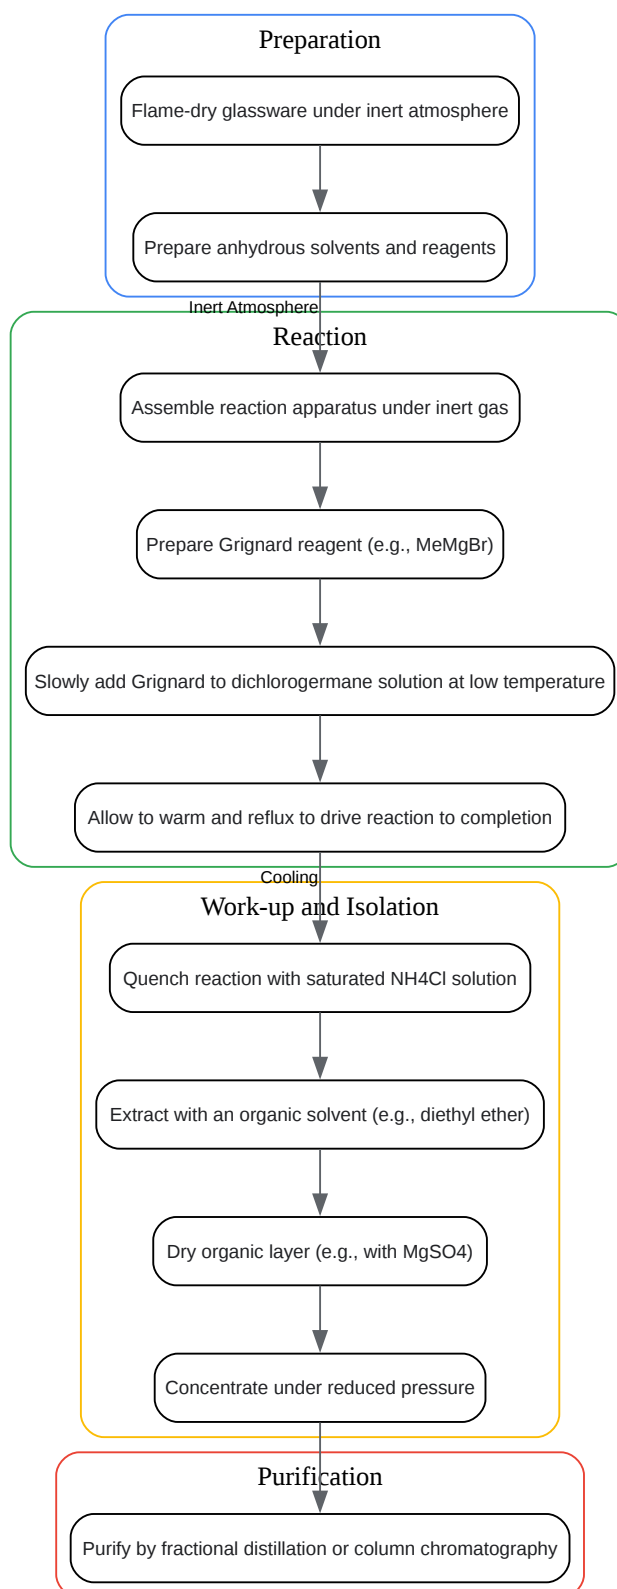 Preparation
Flame-dry glassware under inert atmosphere
Prepare anhydrous solvents and reagents
Inert Atmosphere
Reaction
Assemble reaction apparatus under inert gas
Prepare Grignard reagent (e.g., MeMgBr)
Slowly add Grignard to dichlorogermane solution at low temperature
Allow to warm and reflux to drive reaction to completion
Cooling
Work-up and Isolation
Quench reaction with saturated NH4Cl solution
Extract with an organic solvent (e.g., diethyl ether)
Dry organic layer (e.g., with MgSO4)
Concentrate under reduced pressure
Purification
Purify by fractional distillation or column chromatography